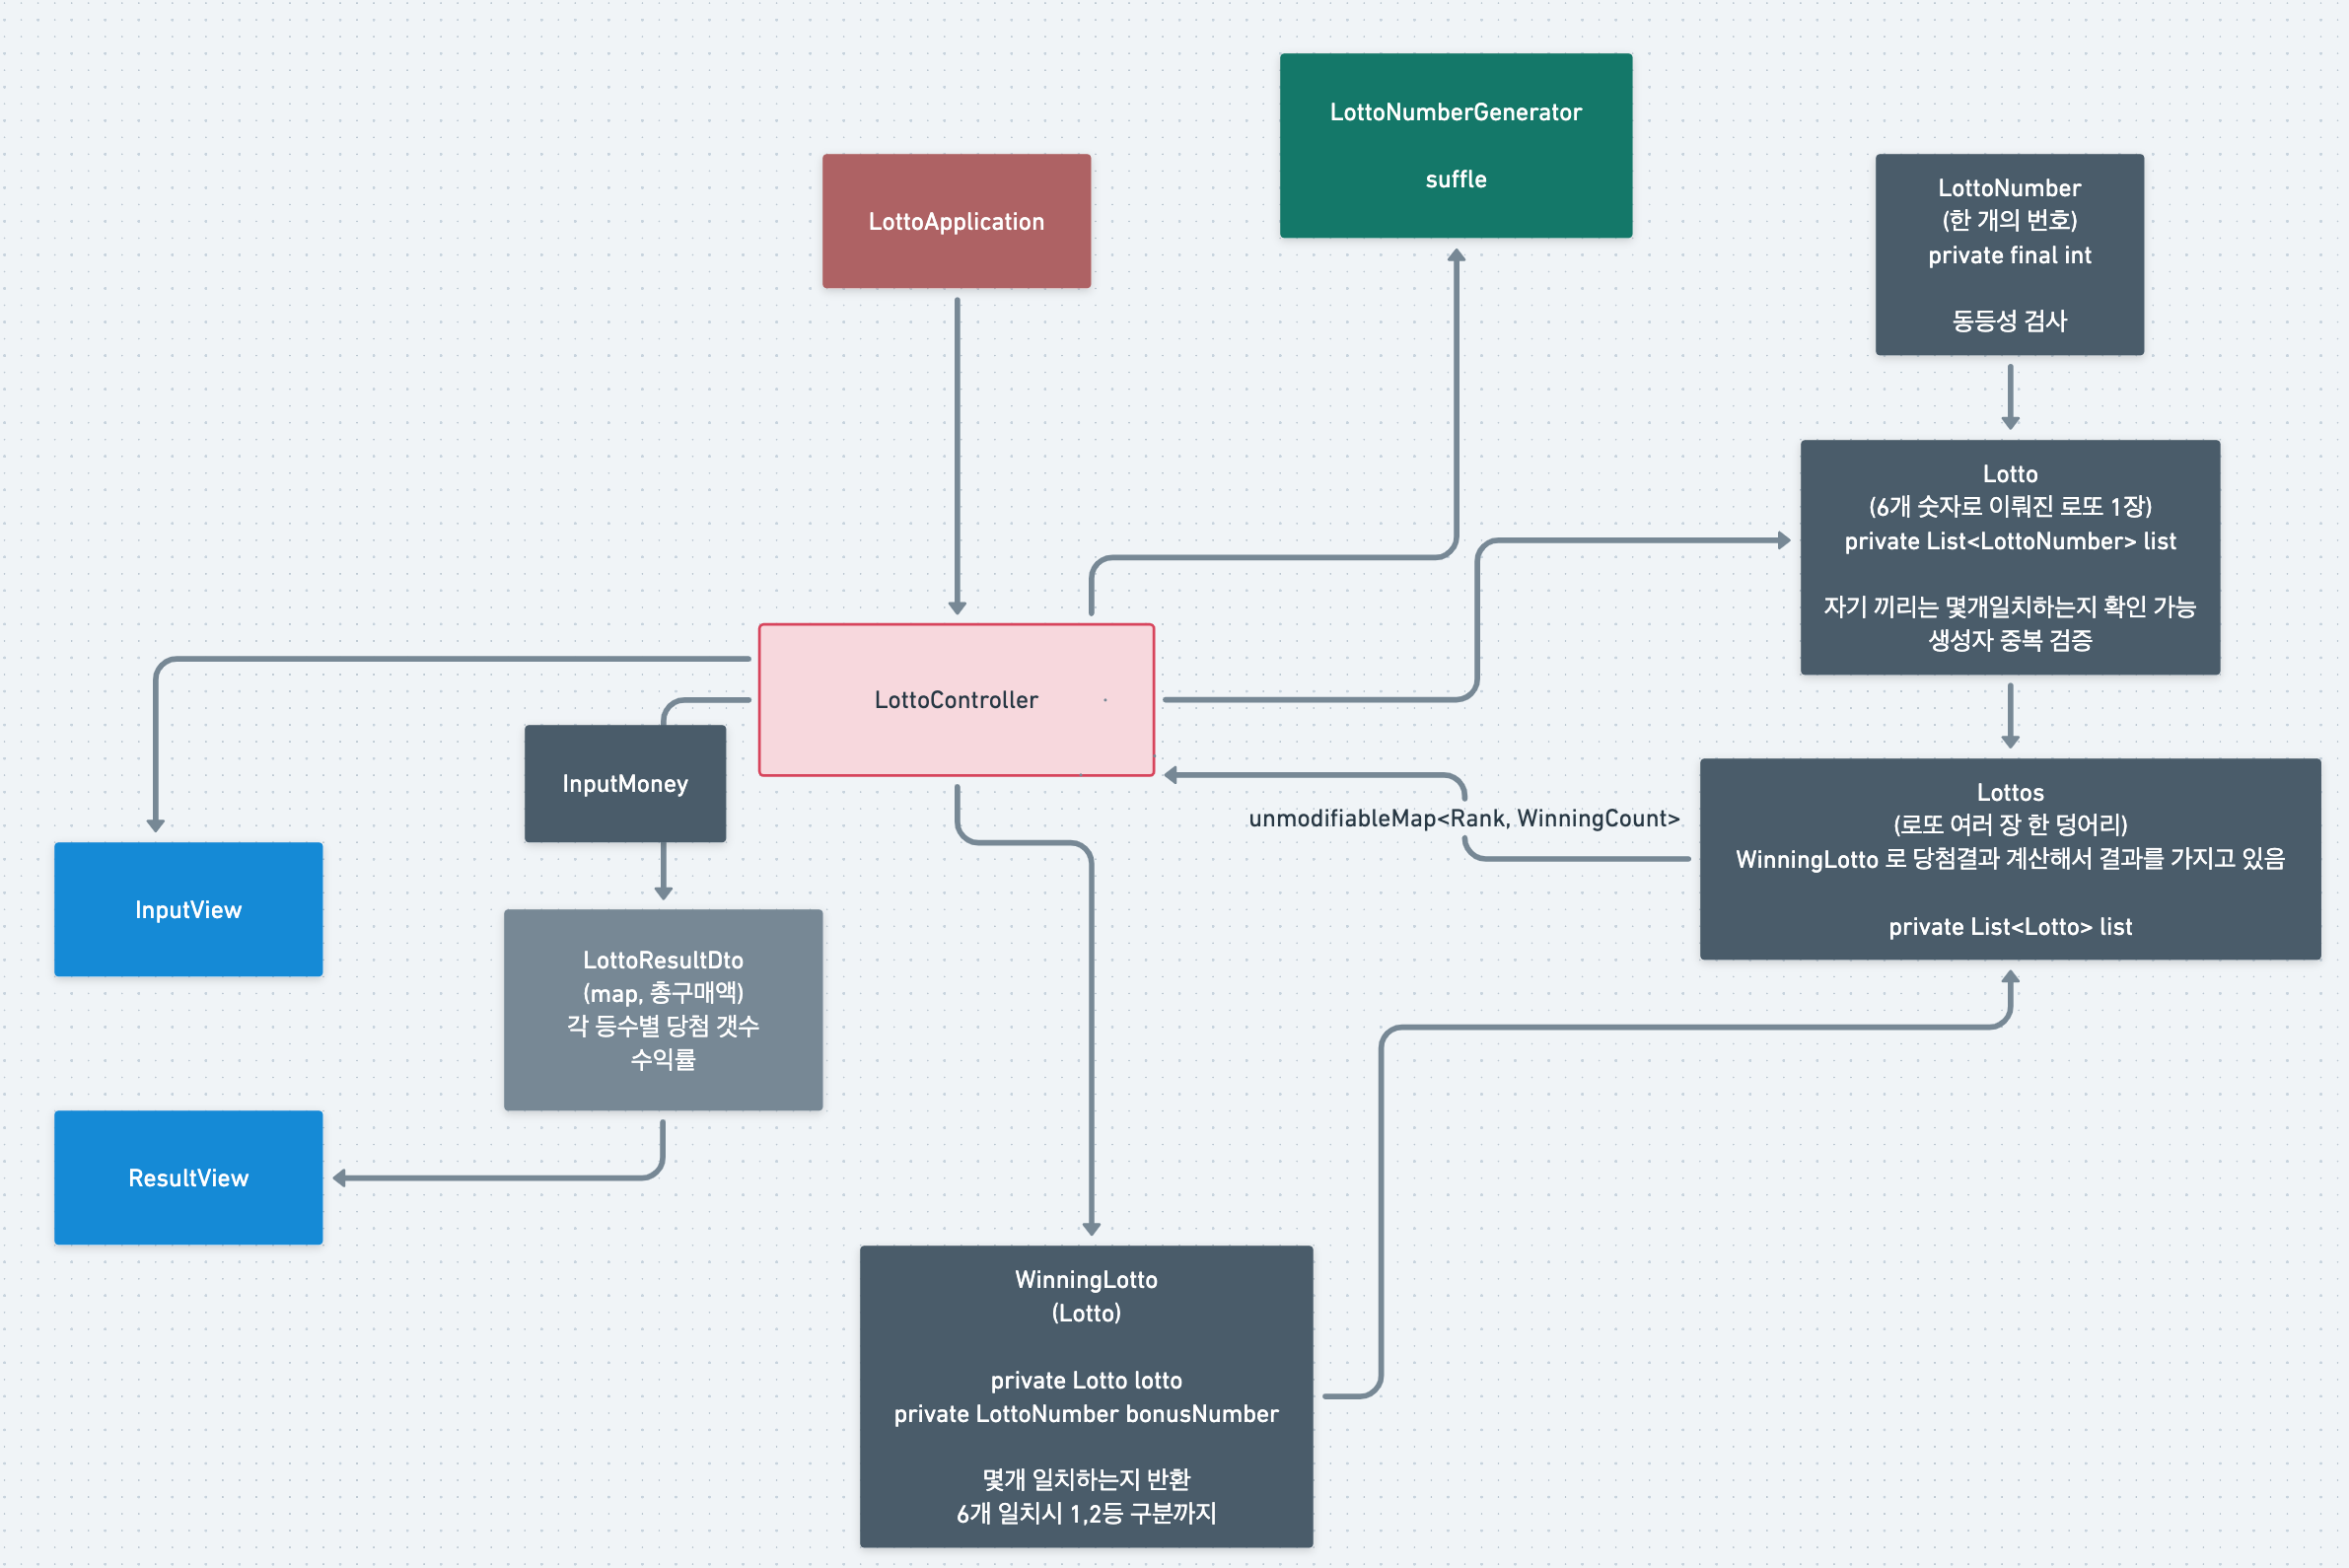 LottoNumberGenerator
suffle
LottoApplication
LottoNumber
(한 개의 번호)
private final int
동등성 검사
Lotto
(6개 숫자로 이뤄진 로또 1장)
private List<LottoNumber> list
자기 끼리는 몇개일치하는지 확인 가능
생성자 중복 검증
LottoController
InputMoney
unmodifiableMap<Rank, WinningCount>
Lottos
(로또 여러 장 한 덩어리)
WinningLotto 로 당첨결과 계산해서 결과를 가지고 있음
private List<Lotto> list
InputView
LottoResultDto
(map, 총구매액)
각 등수별 당첨 갯수
수익률
ResultView
WinningLotto
(Lotto)
private Lotto lotto
private LottoNumber bonusNumber
몇개 일치하는지 반환
6개 일치시 1,2등 구분까지